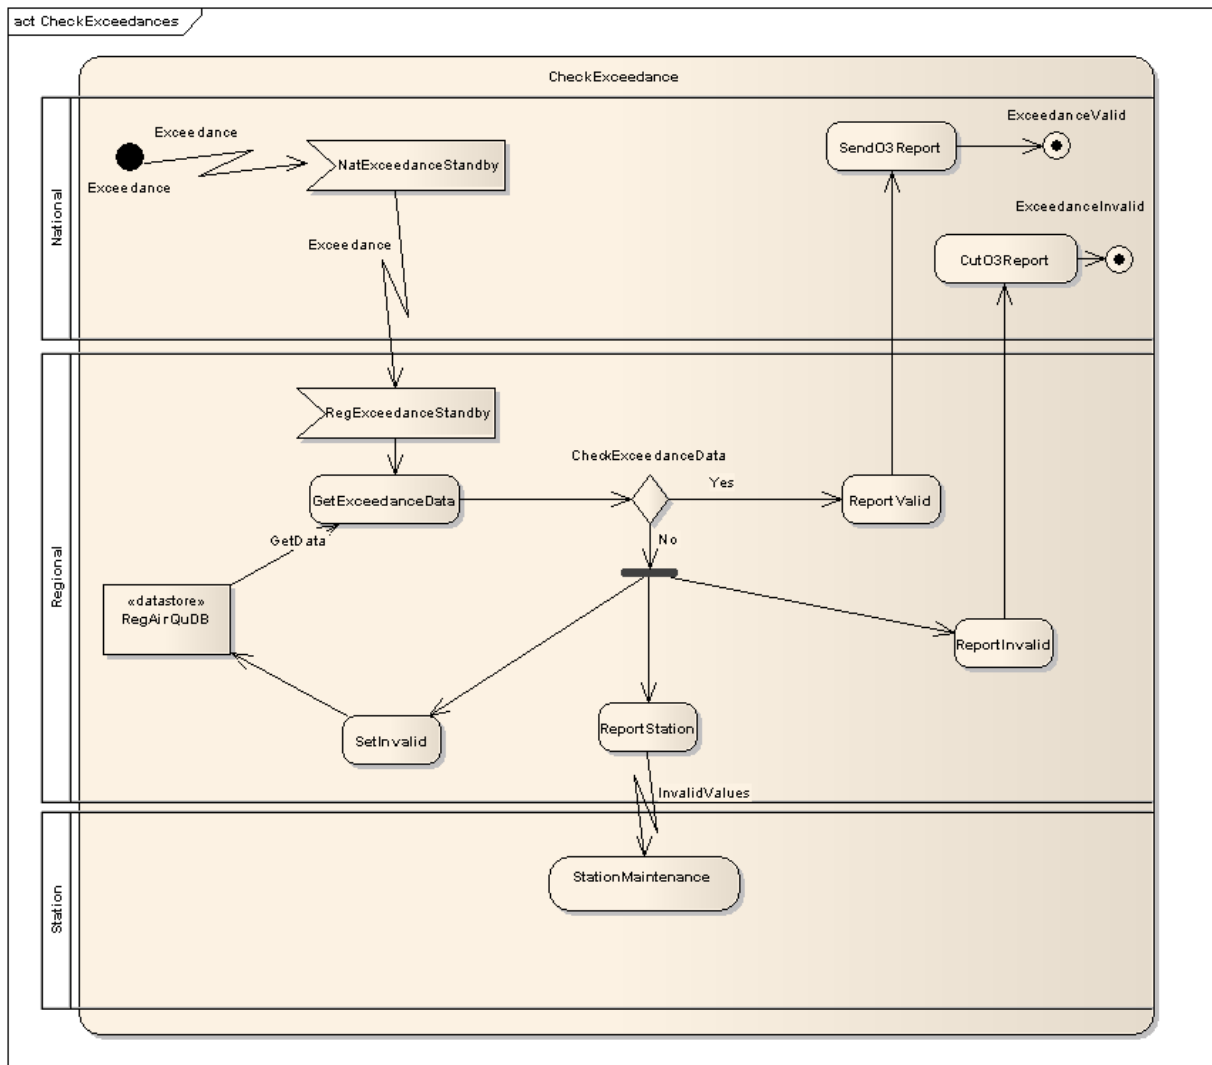 act CheckExceedances
CheckExceedance
National
Exceedance
Exceedance
NatExceedanceStandby
Exceedance
SendO3Report
ExceedanceValid
ExceedanceInvalid
CutO3Report
Regional
RegExceedanceStandby
GetExceedanceData
CheckExceedanceData
Yes
ReportValid
No
GetData
«datastore»
RegAirQuDB
ReportInvalid
SetInvalid
ReportStation
InvalidValues
Station
StationMaintenance